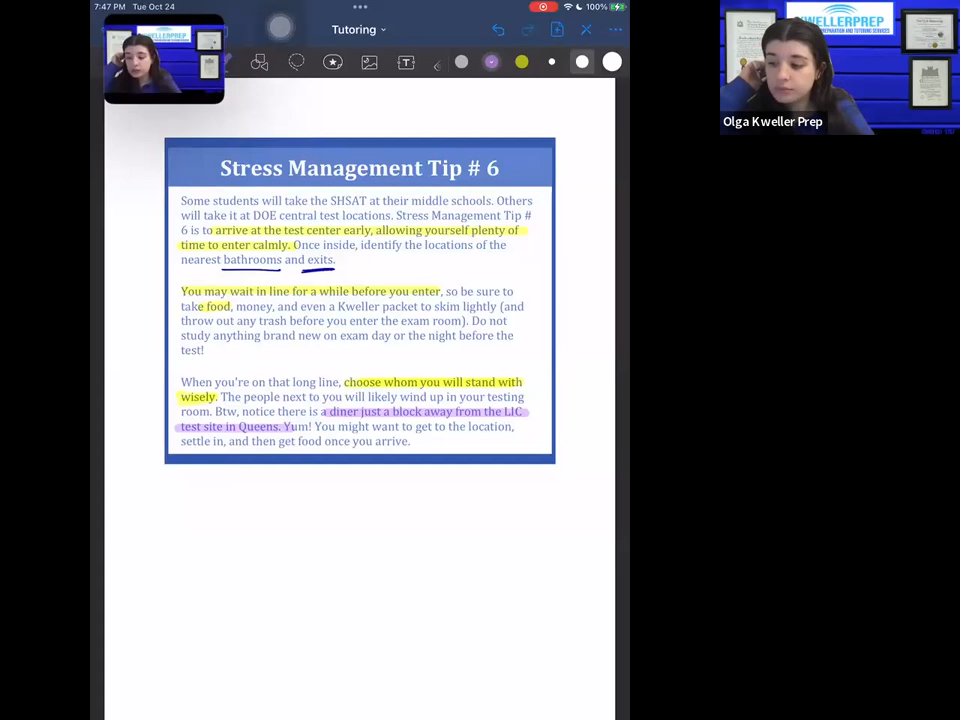 7:47 PM Tue Oct 24
100%
Tutoring
KWELLERPREP
Stress Management Tip # 6
Some students will take the SHSAT at their middle schools. Others
will take it at DOE central test locations. Stress Management Tip #
6 is to arrive at the test center early, allowing yourself plenty of
time to enter calmly. Once inside, identify the locations of the
nearest bathrooms and exits.
You may wait in line for a while before you enter, so be sure to
take food, money, and even a Kweller packet to skim lightly (and
throw out any trash before you enter the exam room). Do not
study anything brand new on exam day or the night before the
test!
When you're on that long line, choose whom you will stand with
wisely. The people next to you will likely wind up in your testing
room. Btw, notice there is a diner just a block away from the LIC
test site in Queens. Yum! You might want to get to the location,
settle in, and then get food once you arrive.
Olga Kweller Prep